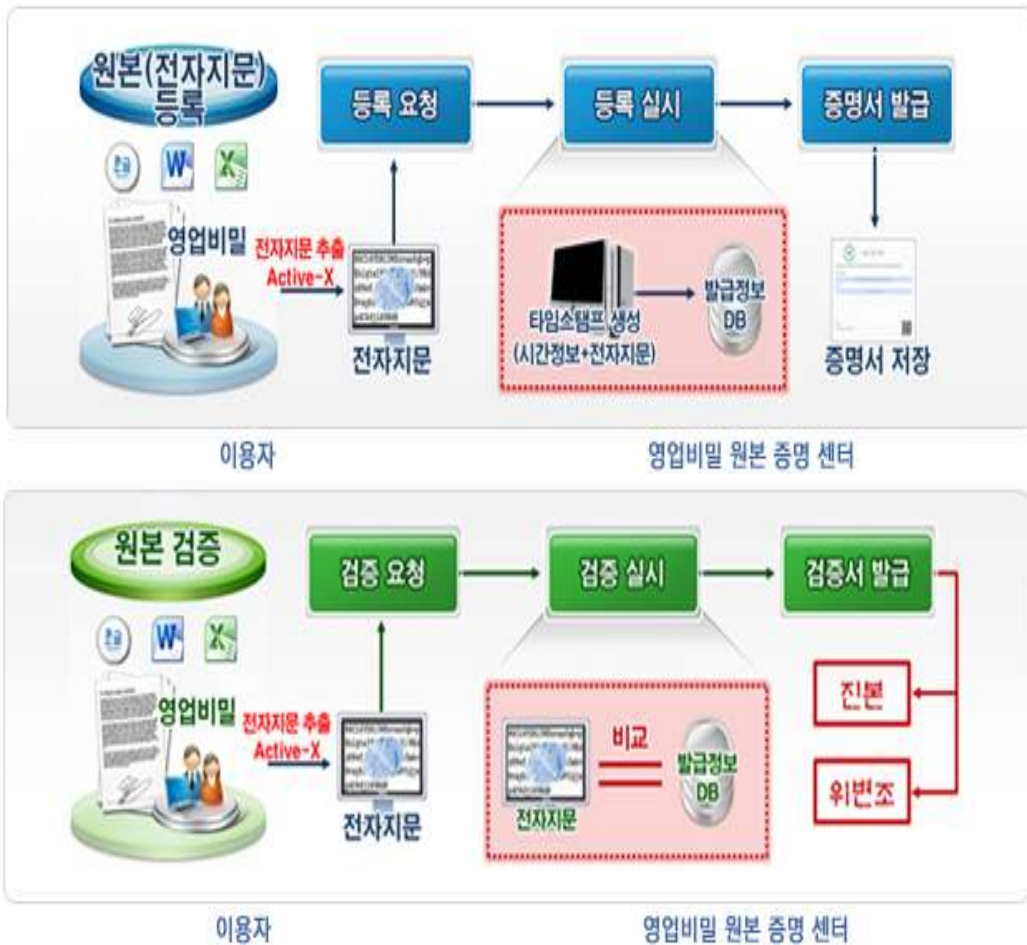 원본(전자지문)
등록
등록 요청
등록 실시
증명서 발급
한글
W
X
영업비밀
전자지문 추출
Active-X
전자지문
타임스탬프 생성
(시간정보+전자지문)
발급정보
DB
증명서 저장
이용자
영업비밀 원본 증명 센터
원본 검증
검증 요청
검증 실시
검증서 발급
한글
W
X
영업비밀
전자지문 추출
Active-X
전자지문
비교
전자지문
발급정보
DB
진본
위변조
이용자
영업비밀 원본 증명 센터